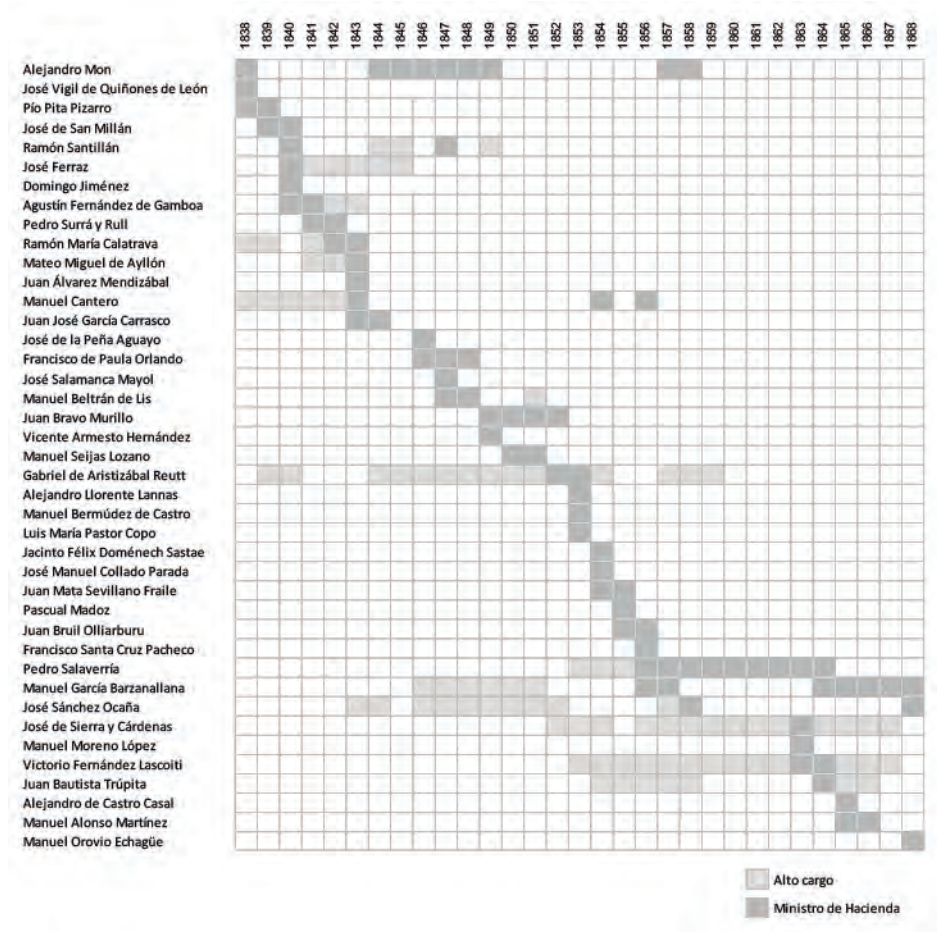 1838 1839 1840 1841 1842 1843 1844 1845 1846 1847 1848 1849 1850 1851 1852 1853 1854 1855 1856 1857 1858 1859 1860 1861 1862 1863 1864 1865 1866 1867 1868
Alejandro Mon
José Vigil de Quiñones de León
Pío Pita Pizarro
José de San Millán
Ramón Santillán
José Ferraz
Domingo Jiménez
Agustín Fernández de Gamboa
Pedro Surrá y Rull
Ramón María Calatrava
Mateo Miguel de Ayllón
Juan Álvarez Mendizábal
Manuel Cantero
Juan José García Carrasco
José de la Peña Aguayo
Francisco de Paula Orlando
José Salamanca Mayol
Manuel Beltrán de Lis
Juan Bravo Murillo
Vicente Armesto Hernández
Manuel Seijas Lozano
Gabriel de Aristizábal Reutt
Alejandro Llorente Lannas
Manuel Bermúdez de Castro
Luis María Pastor Copo
Jacinto Félix Doménech Sastae
José Manuel Collado Parada
Juan Mata Sevillano Fraile
Pascual Madoz
Juan Bruil Olliarburu
Francisco Santa Cruz Pacheco
Pedro Salaverría
Manuel García Barzanallana
José Sánchez Ocaña
José de Sierra y Cárdenas
Manuel Moreno López
Victorio Fernández Lascoiti
Juan Bautista Trúpita
Alejandro de Castro Casal
Manuel Alonso Martínez
Manuel Orovio Echagüe
Alto cargo
Ministro de Hacienda